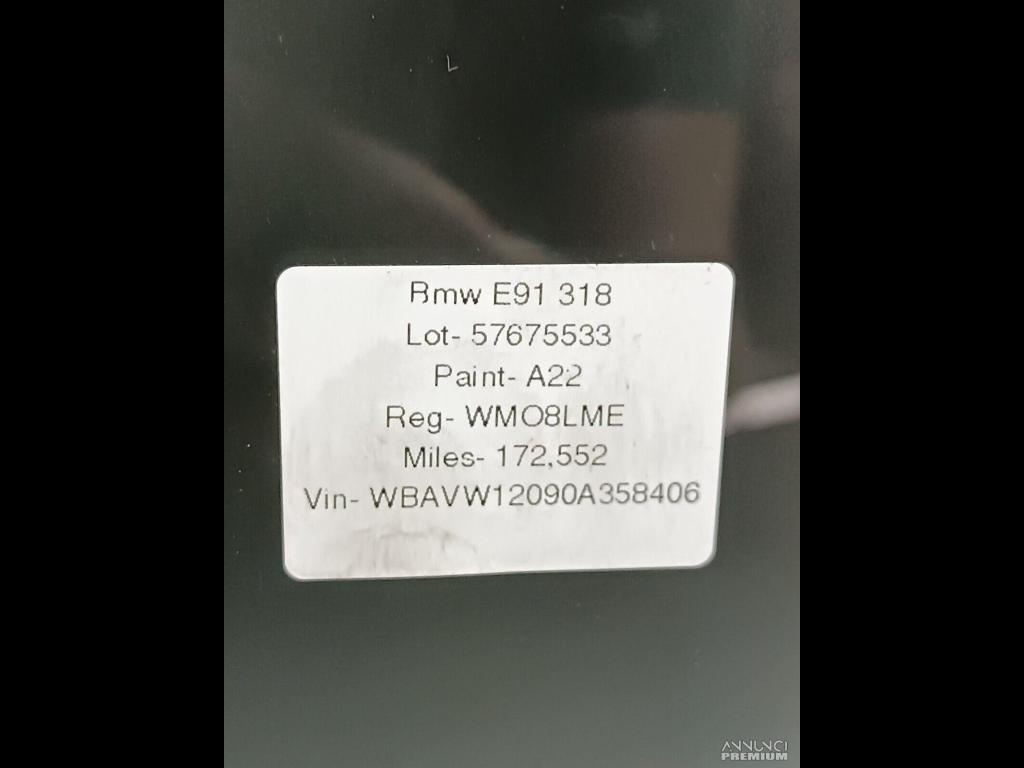 Bmw E91 318
Lot- 57675533
Paint- A22
Reg- WMO8LME
Miles- 172,552
Vin- WBAVW12090A358406
ANNUNCI
PREMIUM